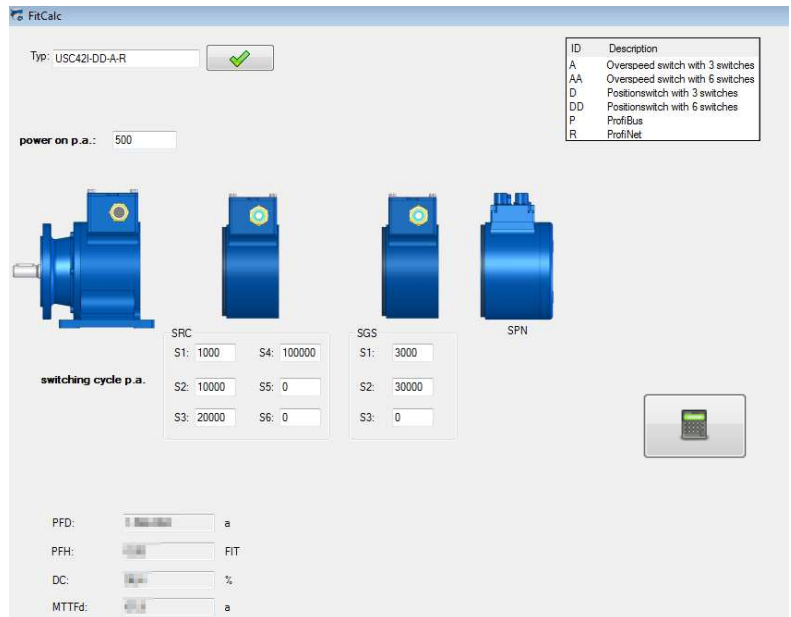 FitCalc
Typ: USC42I-DD-A-R
ID Description
A Overspeed switch with 3 switches
AA Overspeed switch with 6 switches
D Positionswitch with 3 switches
DD Positionswitch with 6 switches
P ProfiBus
R ProfiNet
power on p.a.: 500
SPN
SRC
S1: 1000 S4: 100000
S2: 10000 S5: 0
S3: 20000 S6: 0
SGS
S1: 3000
S2: 30000
S3: 0
switching cycle p.a.
PFD: a
PFH: FIT
DC: %
MTTFd: a